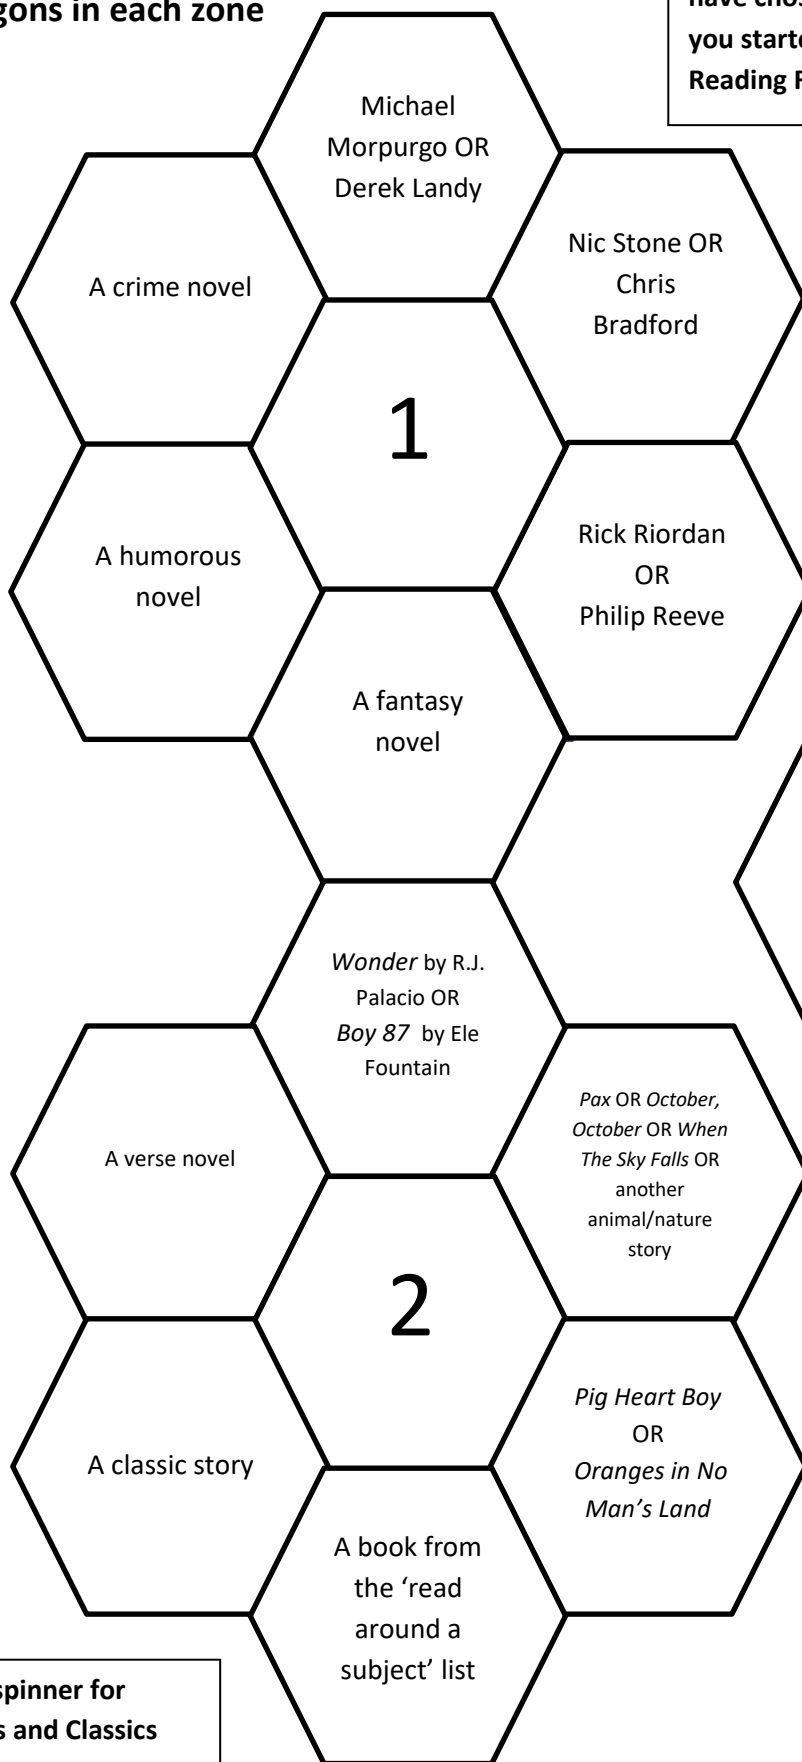 gons in each zone
have chos
you starte
Reading F
Michael
Morpurgo OR
Derek Landy
Nic Stone OR
Chris
Bradford
A crime novel
1
Rick Riordan
OR
Philip Reeve
A humorous
novel
A fantasy
novel
Wonder by R.J.
Palacio OR
Boy 87 by Ele
Fountain
Pax OR October,
October OR When
The Sky Falls OR
another
animal/nature
story
A verse novel
2
Pig Heart Boy
OR
Oranges in No
Man’s Land
A classic story
A book from
the ‘read
around a
subject’ list
spinner for
s and Classics